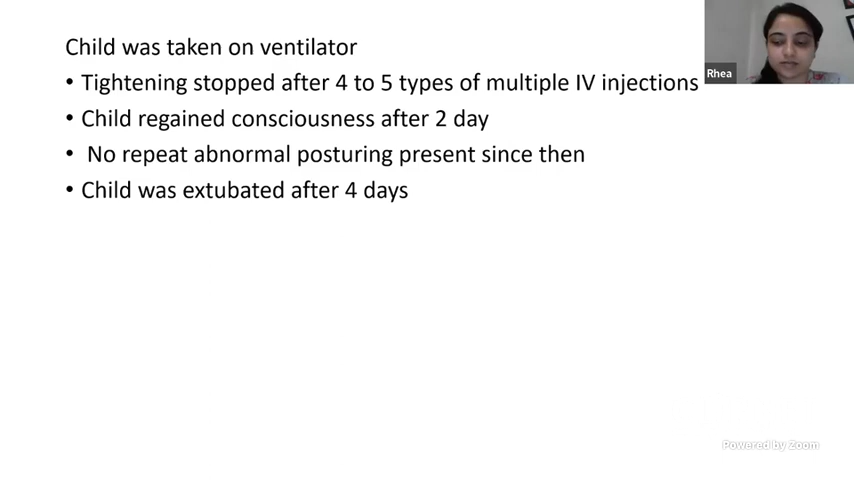 Child was taken on ventilator
• Tightening stopped after 4 to 5 types of multiple IV injections
• Child regained consciousness after 2 day
• No repeat abnormal posturing present since then
• Child was extubated after 4 days
Rhea
Powered by Zoom